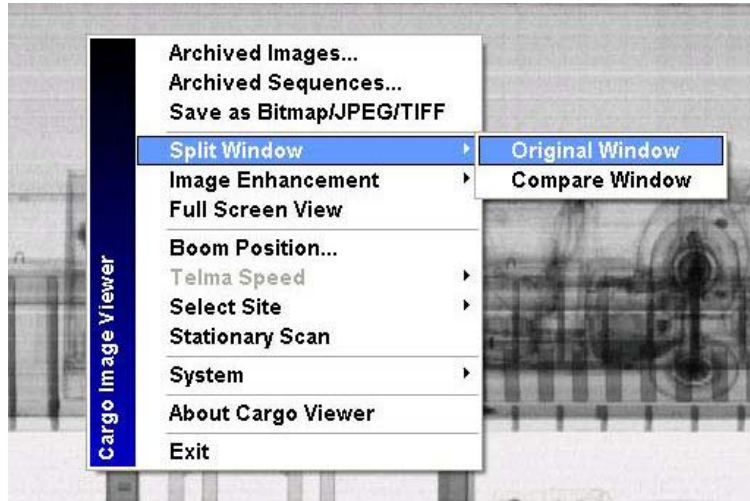 Archived Images...
Archived Sequences...
Save as Bitmap/JPEG/TIFF
Split Window
Original Window
Compare Window
Image Enhancement
Full Screen View
Boom Position...
Telma Speed
Select Site
Stationary Scan
System
About Cargo Viewer
Exit
Cargo Image Viewer